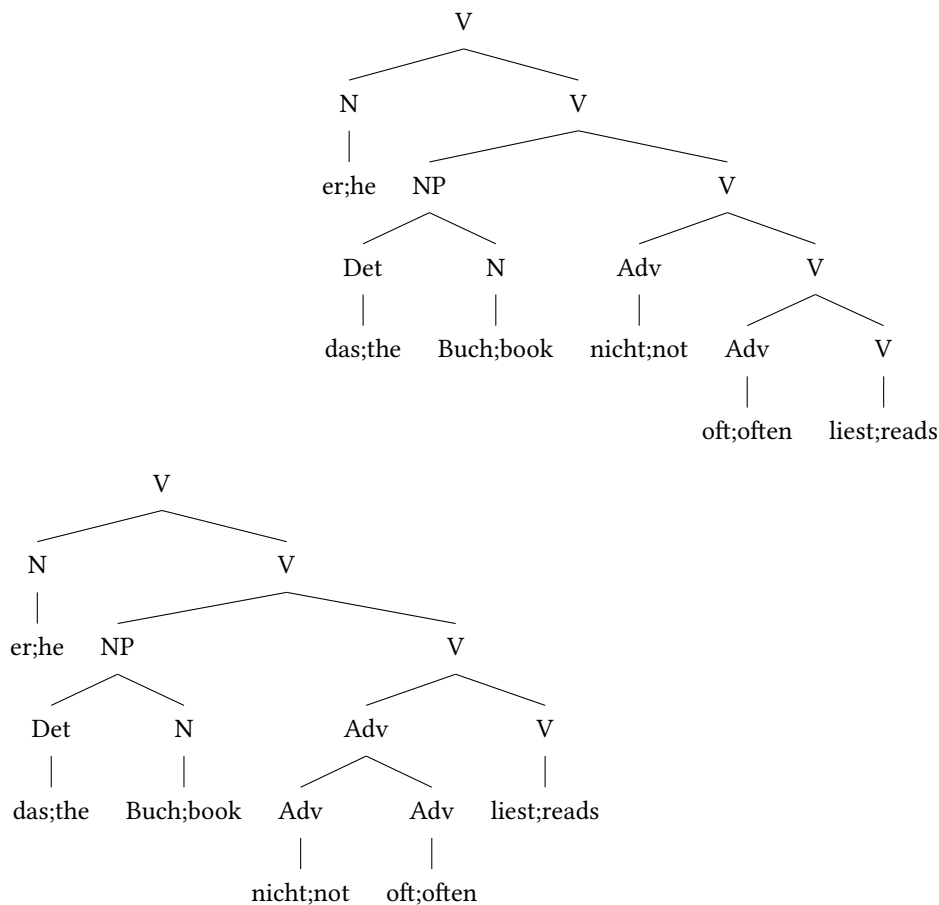 V
N V
er;he NP V
Det N Adv V
das;the Buch;book nicht;not Adv V
oft;often liest;reads
V
N V
er;he NP V
Det N Adv V
das;the Buch;book Adv Adv liest;reads
nicht;not oft;often